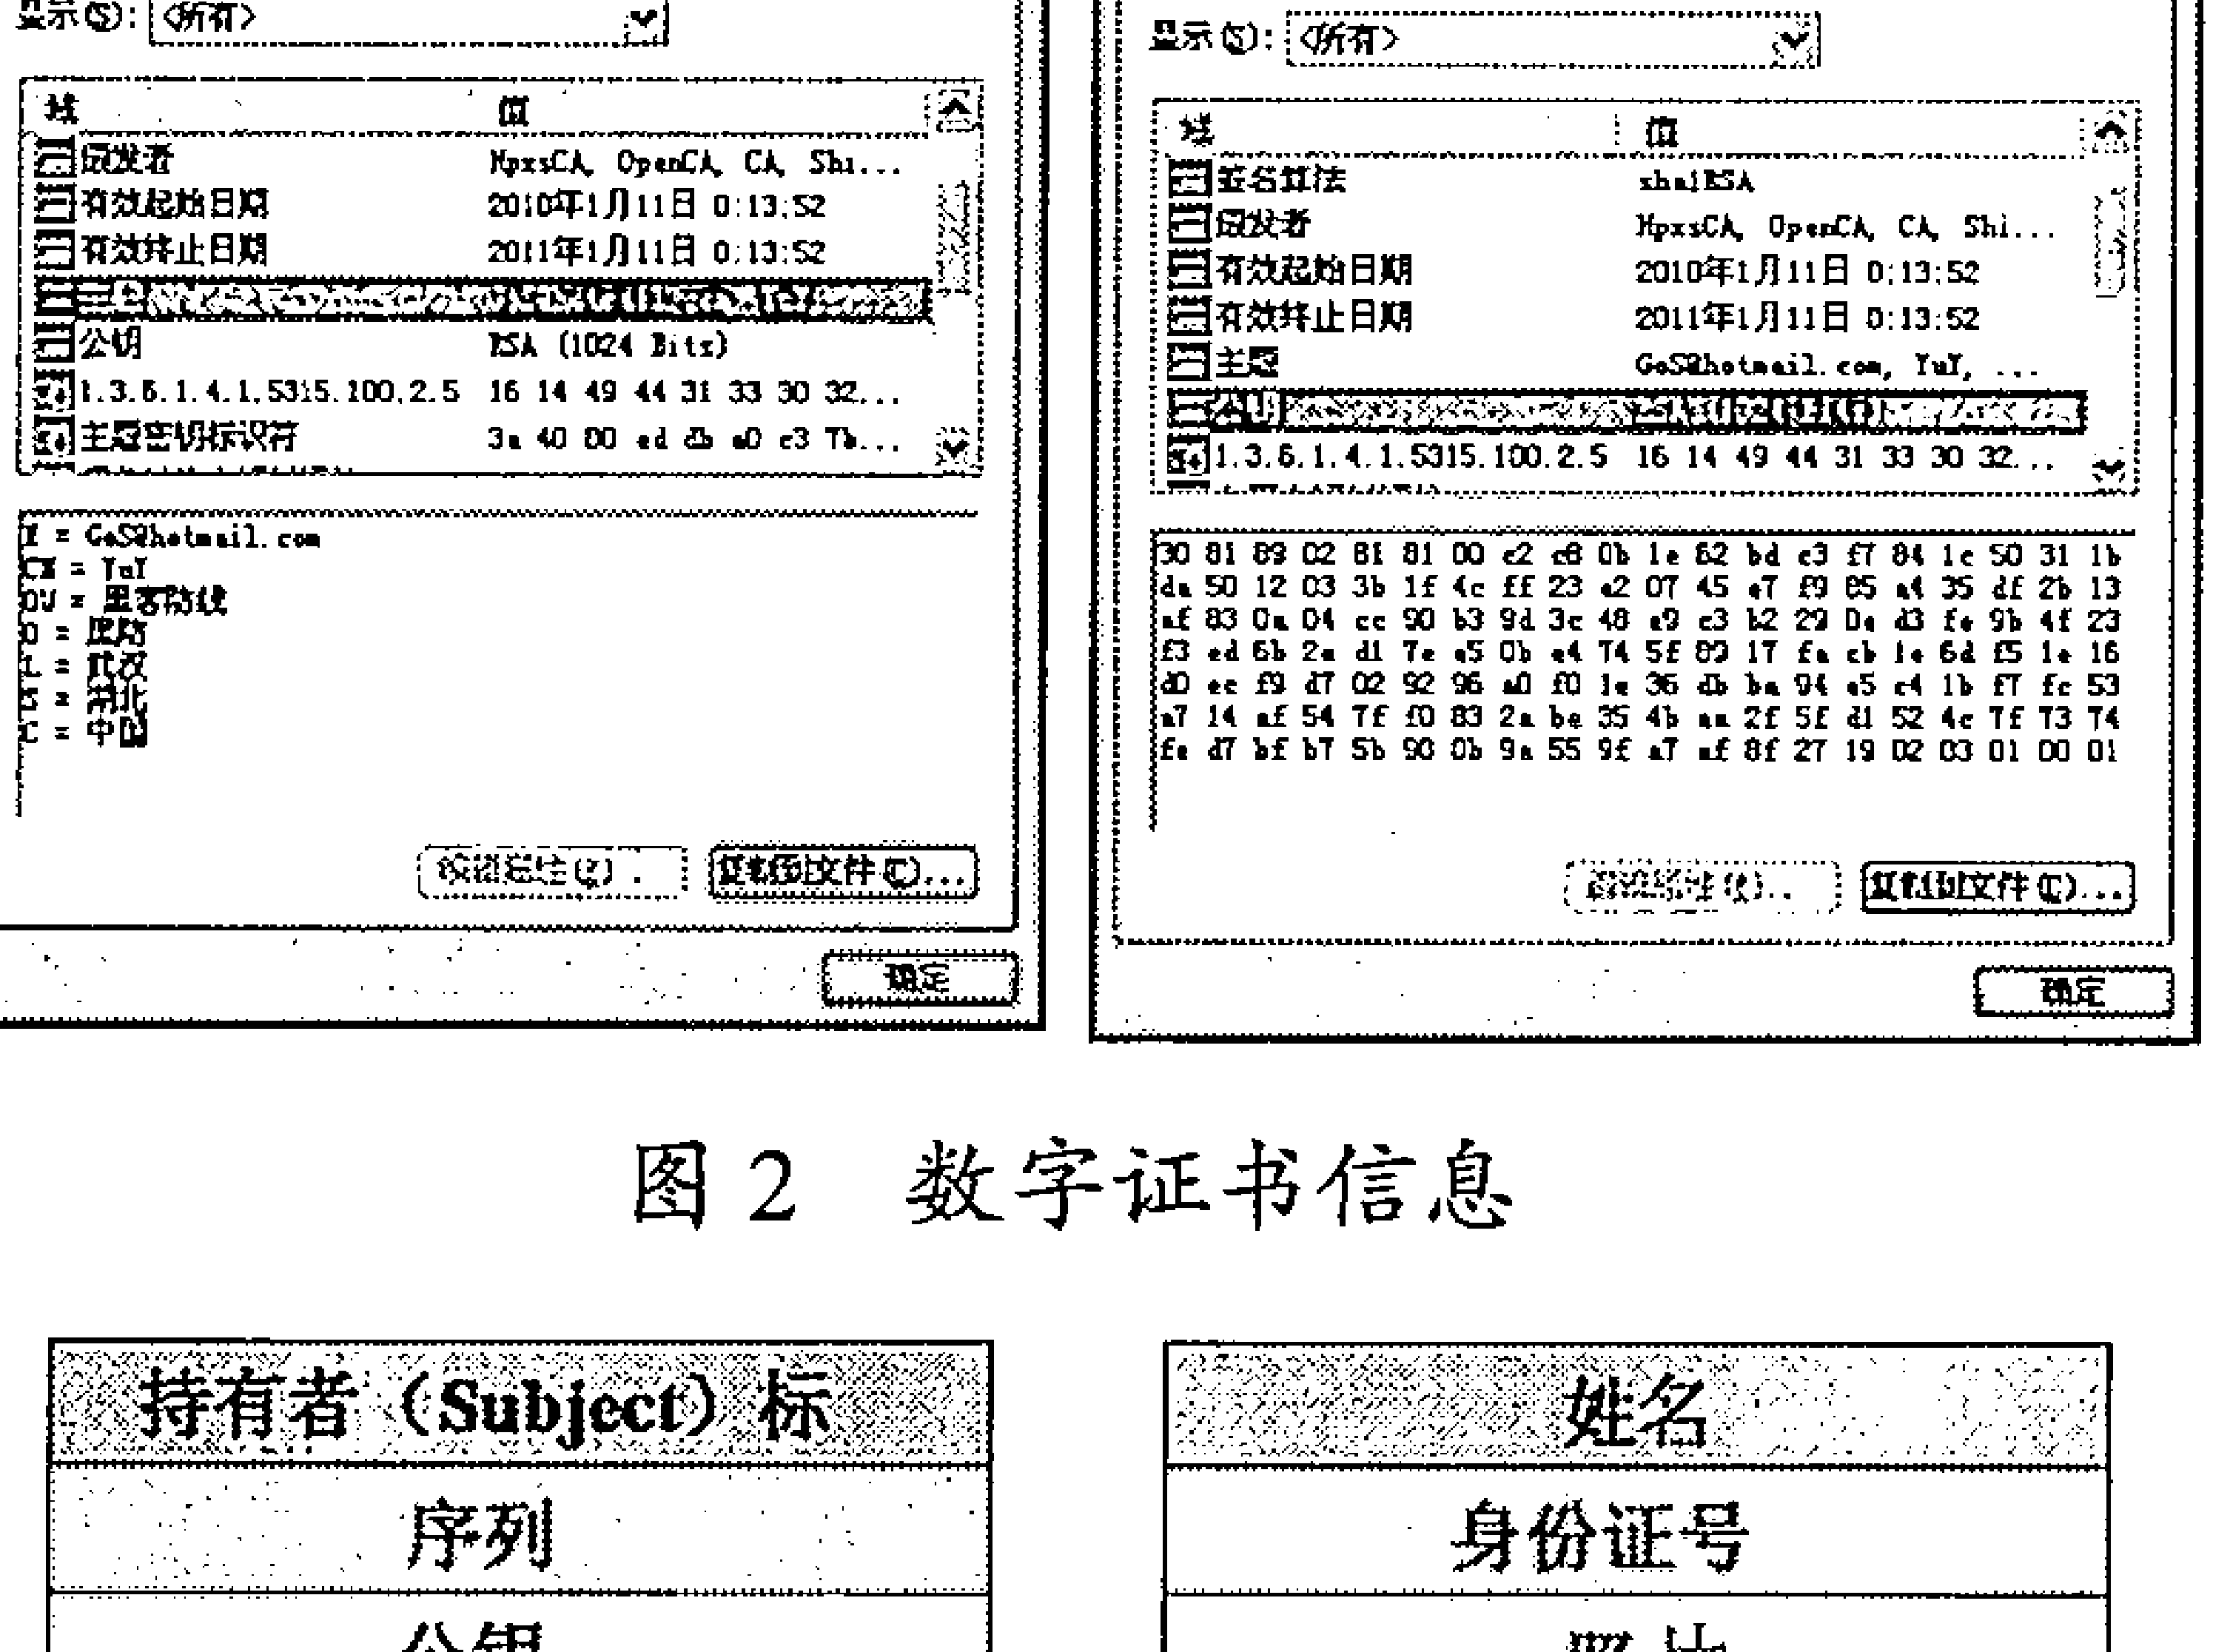 显示(S): <所有>
域 值
颁发者 HpxsCA, OpenCA, CA, Shi...
有效起始日期 2010年1月11日 0:13:52
有效终止日期 2011年1月11日 0:13:52
公钥 RSA (1024 Bits)
1.3.6.1.4.1.5315.100.2.5 16 14 49 44 31 33 30 32...
主题密钥标识符 3a 40 00 ed db a0 c3 7b...
E = GoS@hotmail.com
CN = YuY
OU = 黑客防线
L = 武汉
S = 湖北
C = 中国
复制到文件(C)...
确定
显示(S): <所有>
域 值
签名算法 sha1RSA
颁发者 HpxsCA, OpenCA, CA, Shi...
有效起始日期 2010年1月11日 0:13:52
有效终止日期 2011年1月11日 0:13:52
主题 GoS@hotmail.com, YuY, ...
公钥
1.3.6.1.4.1.5315.100.2.5 16 14 49 44 31 33 30 32...
30 81 89 02 81 81 00 c2 c8 0b 1e 62 bd c3 f7 84 1c 50 31 1b
da 50 12 03 3b 1f 4c ff 23 e2 07 45 e7 f9 85 a4 35 df 2b 13
af 83 0a 04 cc 90 b3 9d 3c 48 e9 c3 b2 29 0e d3 fe 9b 4f 23
f3 ed 6b 2a d1 7e e5 0b e4 74 5f 89 17 fa cb 1e 6d f5 1e 16
d0 ec f9 d7 02 92 96 a0 f0 1e 36 db ba 94 e5 c4 1b f7 fc 53
a7 14 af 54 7f f0 83 2a be 35 4b aa 2f 5f d1 52 4c 7f 73 74
fe d7 bf b7 5b 90 0b 9a 55 9f a7 af 8f 27 19 02 03 01 00 01
复制到文件(C)...
确定
图 2 数字证书信息
持有者（Subject）标
序列
公钥
姓名
身份证号
照片